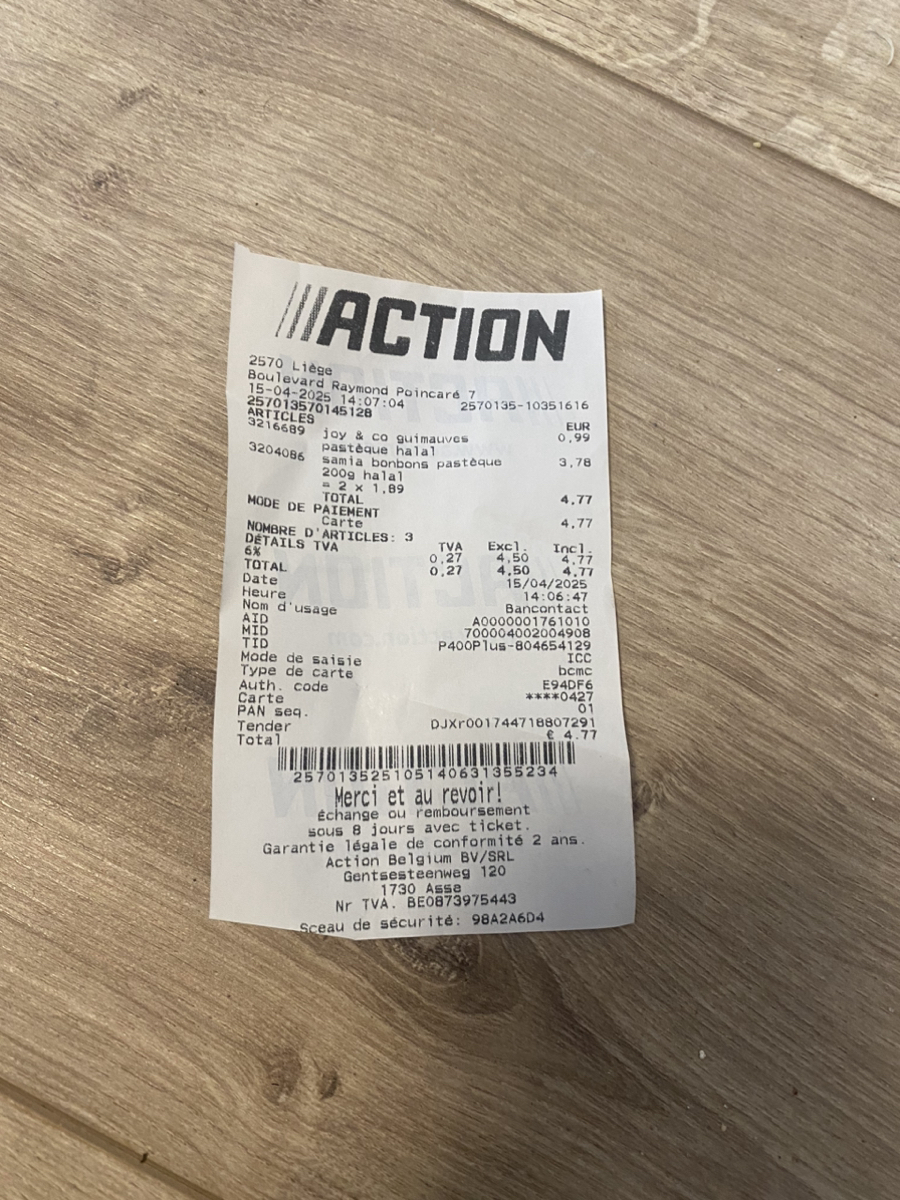 ACTION
2570 Liège
Boulevard Raymond Poincaré 7
15-04-2025 14:07:04 2570135-10351616
257013570145128
ARTICLES EUR
3216689 joy & co guimauves 0,99
pastèque halal
3204086 samia bonbons pastèque 3,78
200g halal
= 2 x 1,89
TOTAL 4,77
MODE DE PAIEMENT
Carte 4,77
NOMBRE D'ARTICLES: 3
DÉTAILS TVA TVA Excl. Incl.
6% 0,27 4,50 4,77
TOTAL 0,27 4,50 4,77
Date 15/04/2025
Heure 14:06:47
Nom d'usage Bancontact
AID A0000001761010
MID 700004002004908
TID P400Plus-804654129
Mode de saisie ICC
Type de carte bcmc
Auth. code E94DF6
Carte ****0427
PAN seq. 01
Tender DJXr001744718807291
Total € 4.77
257013525105140631355234
Merci et au revoir!
Échange ou remboursement
sous 8 jours avec ticket.
Garantie légale de conformité 2 ans.
Action Belgium BV/SRL
Gentsesteenweg 120
1730 Asse
Nr TVA. BE0873975443
Sceau de sécurité: 98A2A6D4